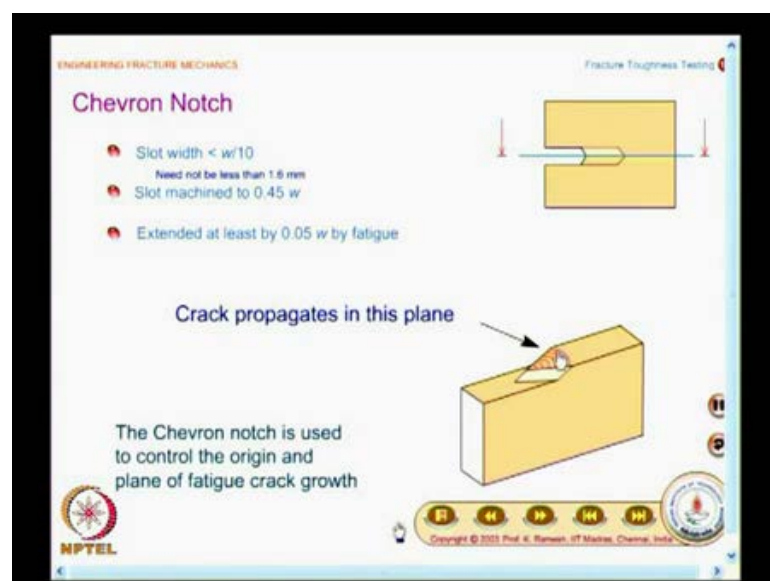 ENGINEERING FRACTURE MECHANICS
Fracture Toughness Testing
Chevron Notch
Slot width < w/10
Need not be less than 1.6 mm
Slot machined to 0.45 w
Extended at least by 0.05 w by fatigue
Crack propagates in this plane
The Chevron notch is used
to control the origin and
plane of fatigue crack growth
NPTEL
Copyright © 2003 Prof. K. Ramesh, IIT Madras, Chennai, India